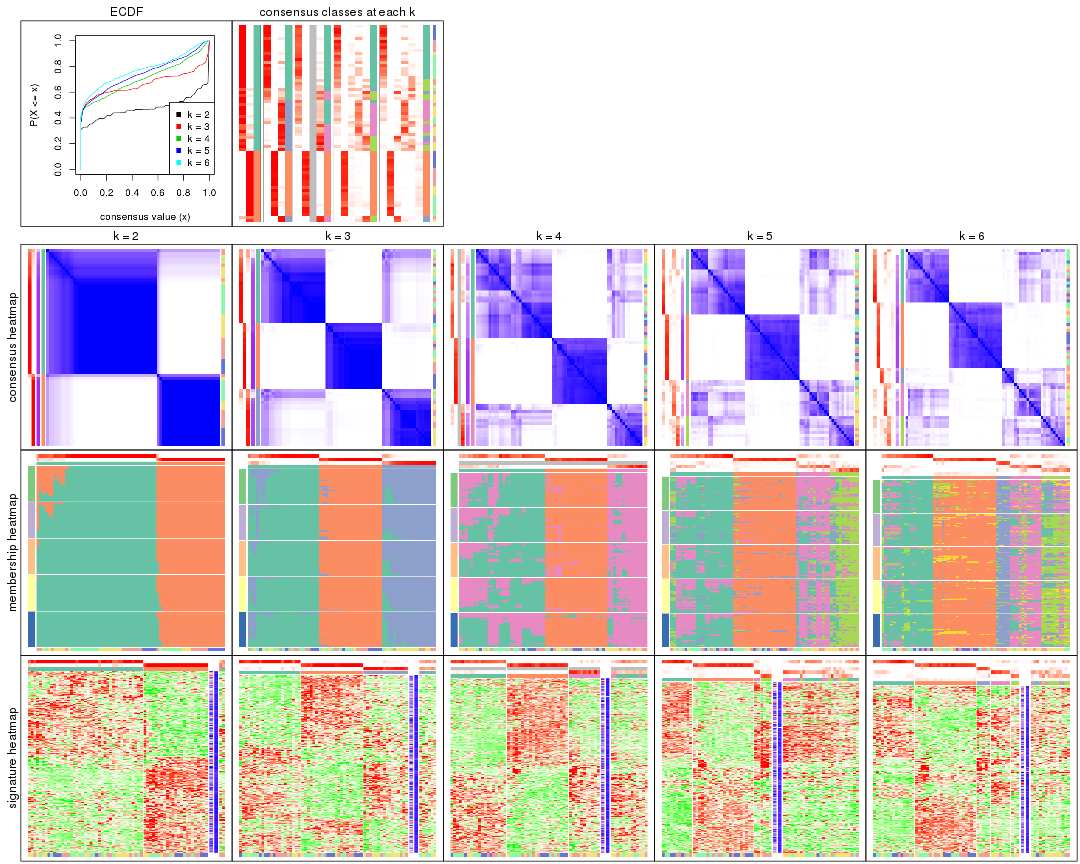 ECDF
consensus classes at each k
P(X <= x)
0.0 0.2 0.4 0.6 0.8 1.0
k = 2
k = 3
k = 4
k = 5
k = 6
0.0 0.2 0.4 0.6 0.8 1.0
consensus value (x)
k = 2 k = 3 k = 4 k = 5 k = 6
consensus heatmap
membership heatmap
signature heatmap